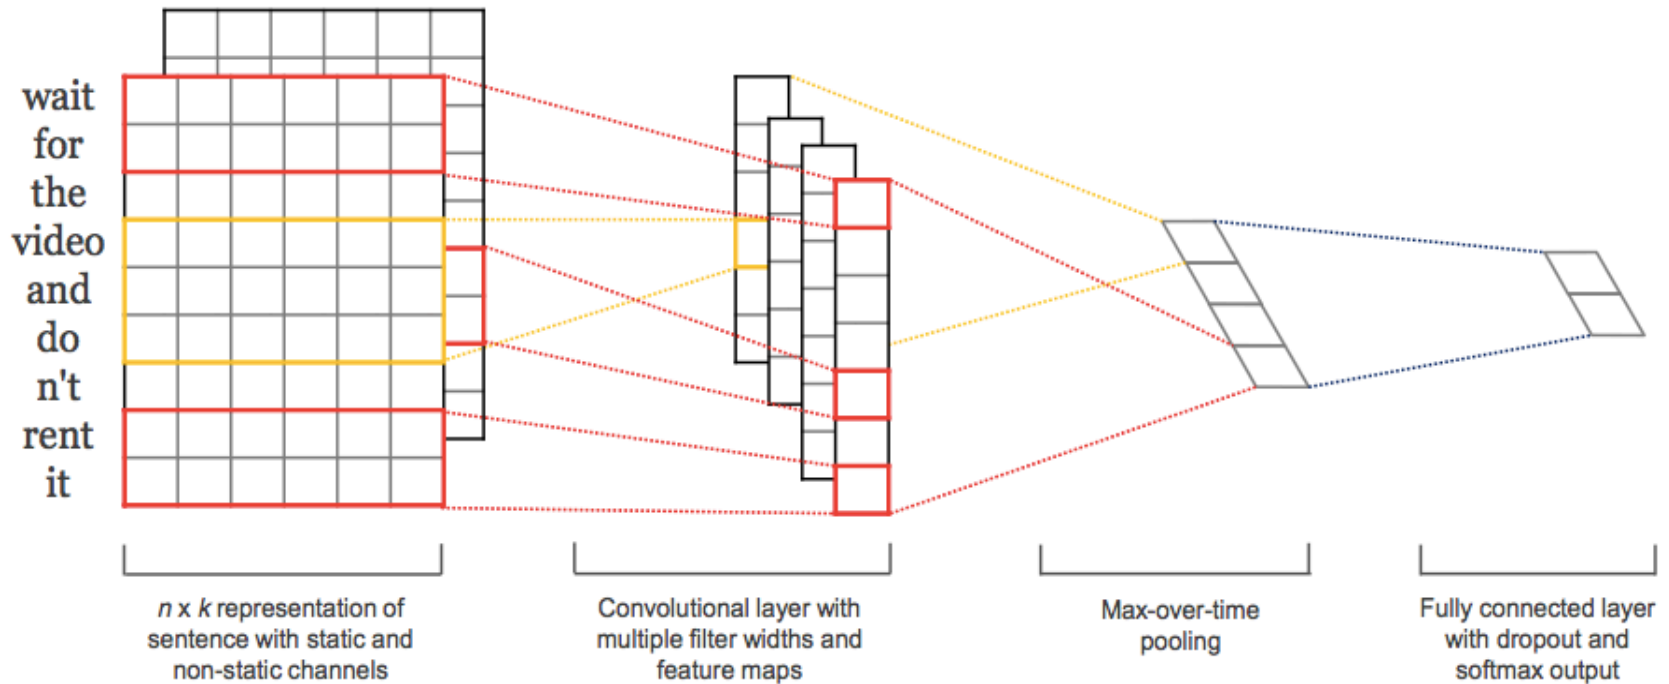 wait
for
the
video
and
do
n't
rent
it
n x k representation of
sentence with static and
non-static channels
Convolutional layer with
multiple filter widths and
feature maps
Max-over-time
pooling
Fully connected layer
with dropout and
softmax output